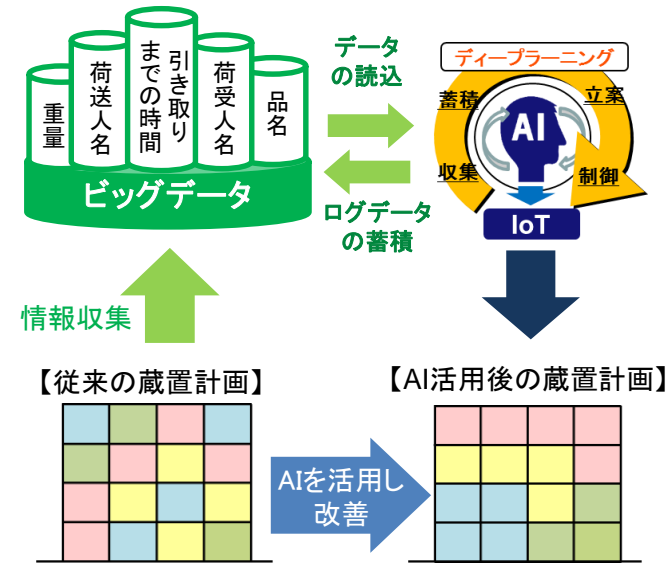 重量
荷送人名
引き取り
までの時間
荷受人名
品名
ビッグデータ
データ
の読込
ログデータ
の蓄積
ディープラーニング
蓄積
立案
AI
収集
制御
IoT
情報収集
【従来の蔵置計画】
【AI活用後の蔵置計画】
AIを活用し
改善